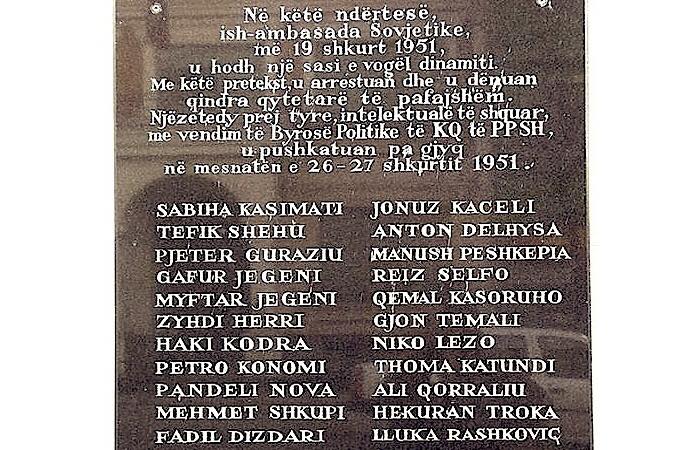 Në këtë ndërtesë,
ish-ambasada Sovjetike,
më 19 shkurt 1951,
u hodh një sasi e vogël dinamiti.
Me këtë pretekst,u arrestuan dhe u dënuan
qindra qytetarë të pafajshëm.
Njëzetedy prej tyre,intelektualë të shquar,
me vendim të Byrosë Politike të KQ të PPSH,
u pushkatuan pa gjyq
në mesnatën e 26-27 shkurtit 1951.
SABIHA KASIMATI JONUZ KACELI
TEFIK SHEHU ANTON DELHYSA
PJETER GURAZIU MANUSH PESHKEPIA
GAFUR JEGENI REIZ SELFO
MYFTAR JEGENI QEMAL KASORUHO
ZYHDI HERRI GJON TEMALI
HAKI KODRA NIKO LEZO
PETRO KONOMI THOMA KATUNDI
PANDELI NOVA ALI QORRALIU
MEHMET SHKUPI HEKURAN TROKA
FADIL DIZDARI LLUKA RASHKOVIÇ